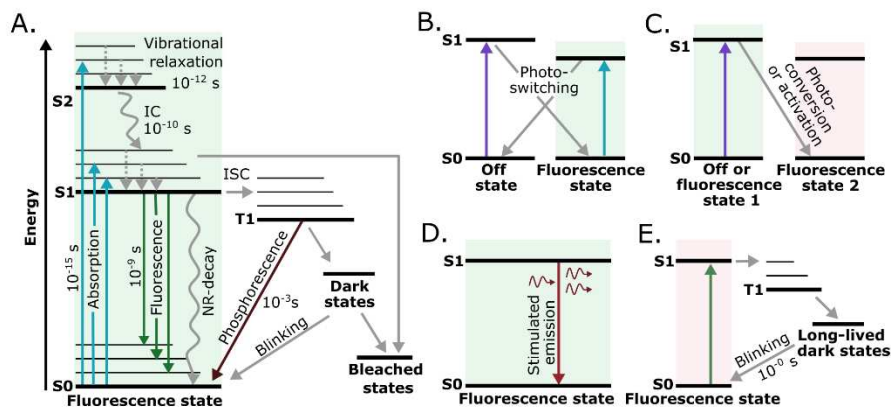 A.
Energy
S2
S1
S0
Vibrational
relaxation
10⁻¹² s
IC
10⁻¹⁰ s
ISC
T1
10⁻¹⁵ s
Absorption
10⁻⁹ s
Fluorescence
NR-decay
Phosphorescence
10⁻³s
Dark
states
Blinking
Bleached
states
Fluorescence state
B.
S1
S0
Photo-
switching
Off
state
Fluorescence
state
C.
S1
S0
Photo-
conversion
or activation
Off or
fluorescence
state 1
Fluorescence
state 2
D.
S1
S0
Stimulated
emission
Fluorescence state
E.
S1
S0
T1
Long-lived
dark states
Blinking
10⁻⁰ s
Fluorescence state